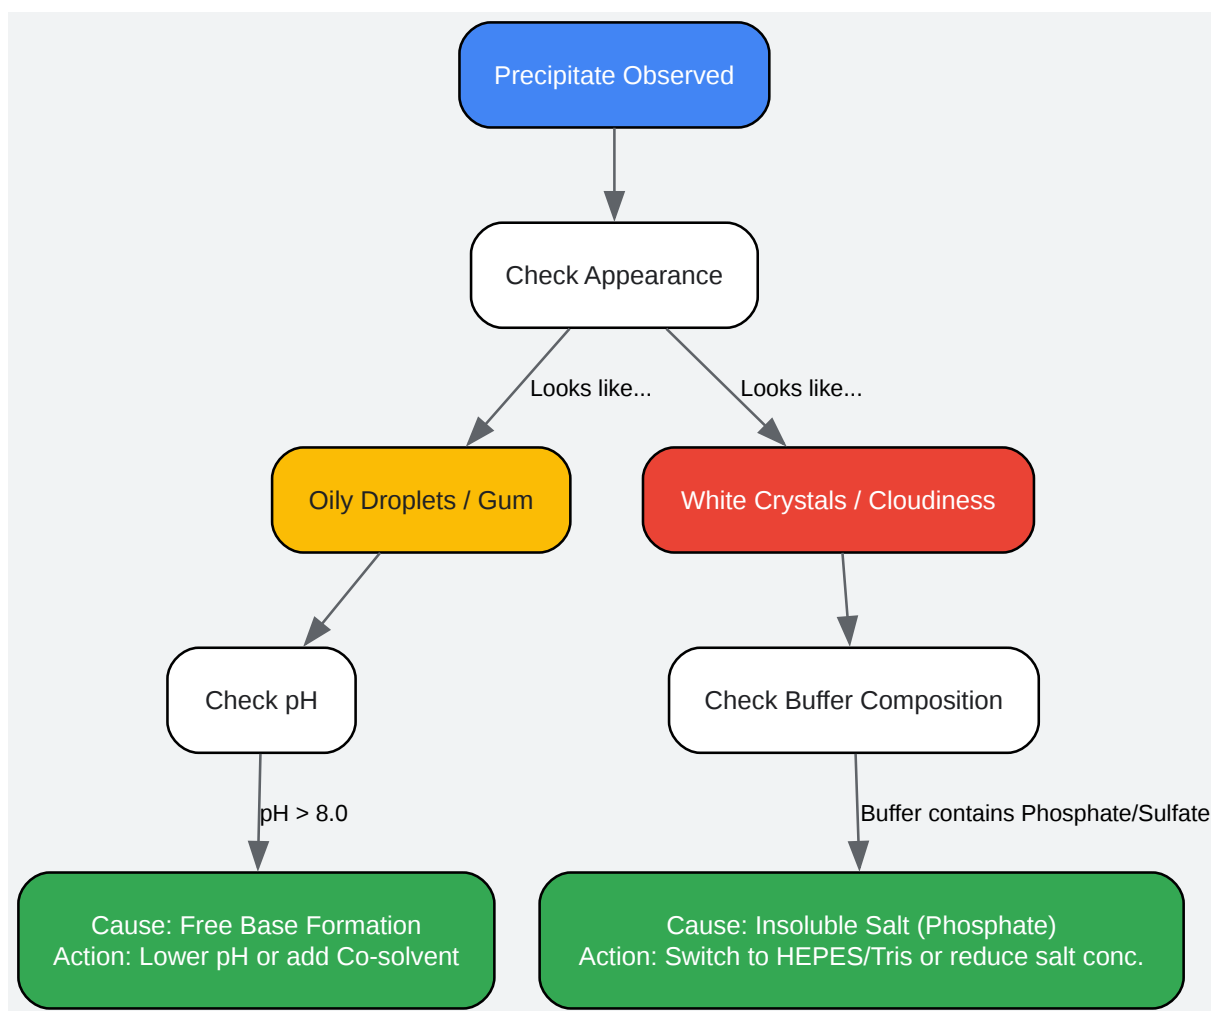 Precipitate Observed
Check Appearance
Looks like...
Looks like...
Oily Droplets / Gum
White Crystals / Cloudiness
Check pH
Check Buffer Composition
pH > 8.0
Buffer contains Phosphate/Sulfate
Cause: Free Base Formation
Action: Lower pH or add Co-solvent
Cause: Insoluble Salt (Phosphate)
Action: Switch to HEPES/Tris or reduce salt conc.